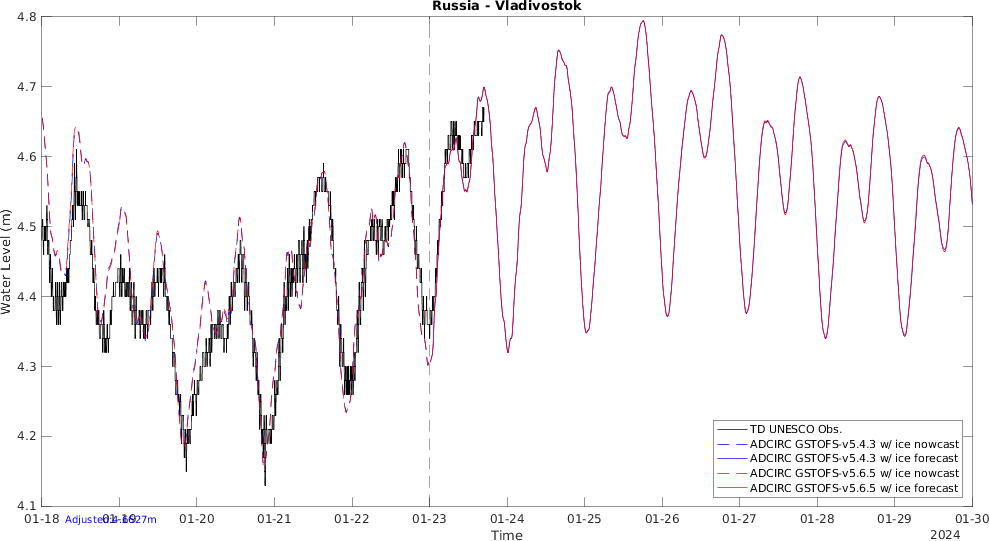 Russia - Vladivostok
Water Level (m)
4.8
4.7
4.6
4.5
4.4
4.3
4.2
4.1
TD UNESCO Obs.
ADCIRC GSTOFS-v5.4.3 w/ ice nowcast
ADCIRC GSTOFS-v5.4.3 w/ ice forecast
ADCIRC GSTOFS-v5.6.5 w/ ice nowcast
ADCIRC GSTOFS-v5.6.5 w/ ice forecast
01-18 01-19 01-20 01-21 01-22 01-23 01-24 01-25 01-26 01-27 01-28 01-29 01-30
Adjusted
Time
2024